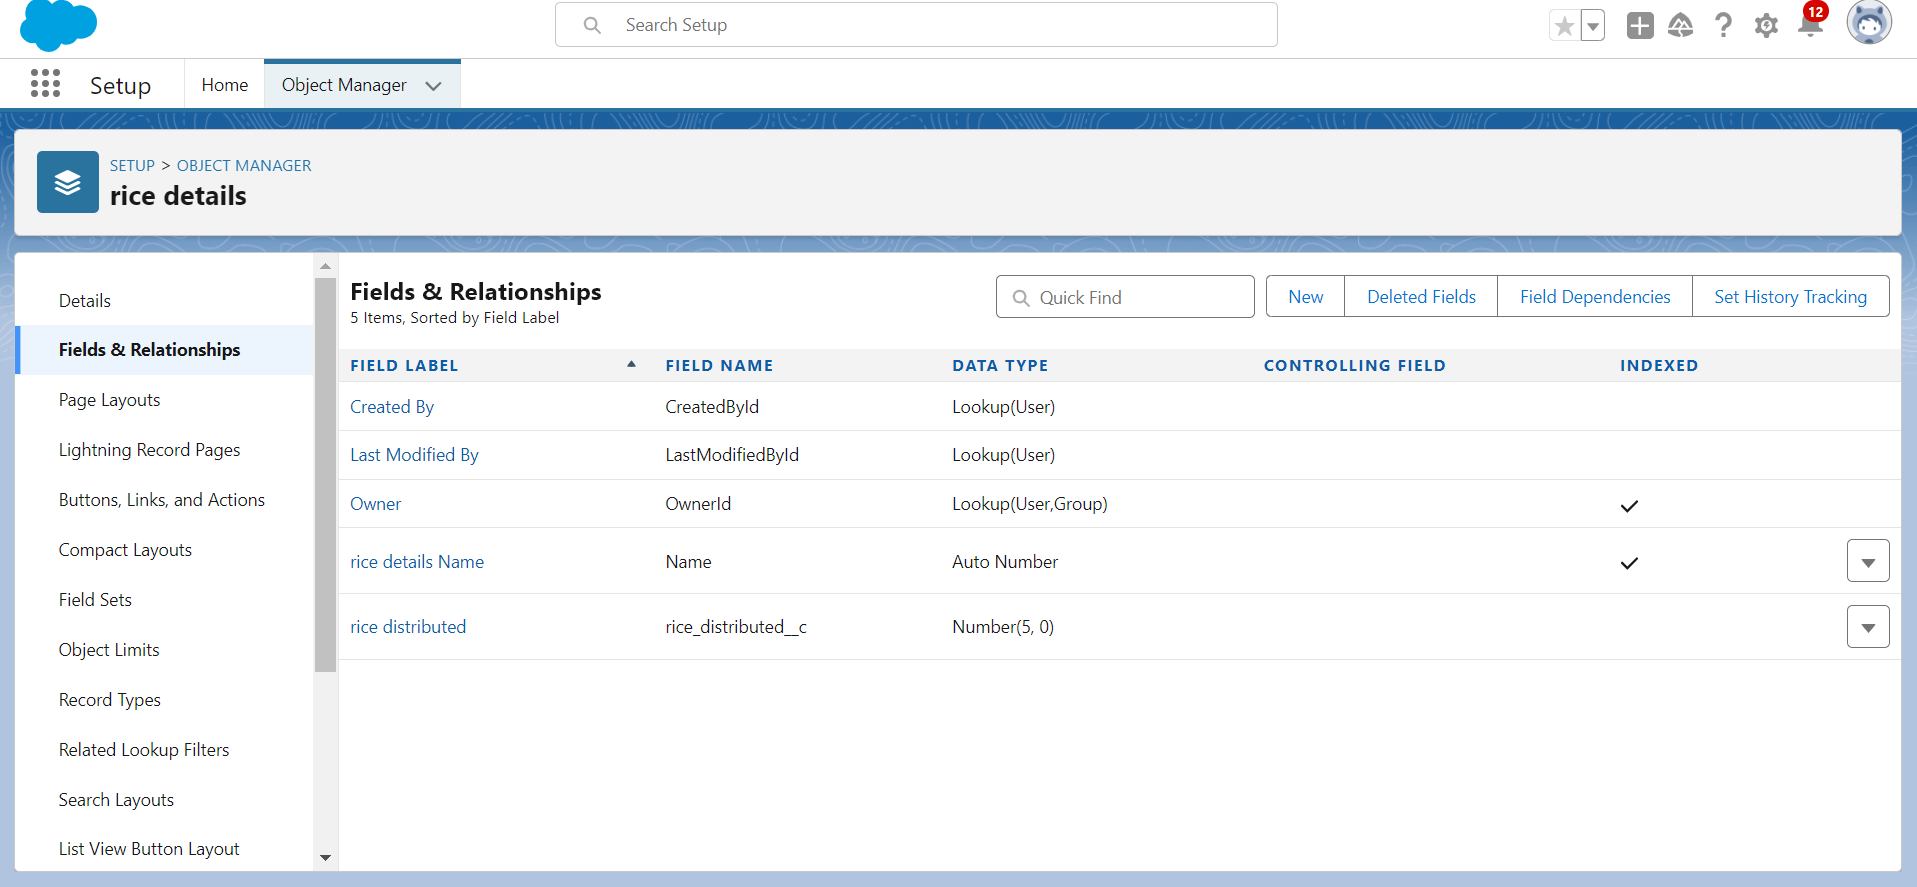 Search Setup
12
Setup
Home
Object Manager
SETUP > OBJECT MANAGER
rice details
Details
Fields & Relationships
Page Layouts
Lightning Record Pages
Buttons, Links, and Actions
Compact Layouts
Field Sets
Object Limits
Record Types
Related Lookup Filters
Search Layouts
List View Button Layout
Fields & Relationships
5 Items, Sorted by Field Label
Quick Find
New
Deleted Fields
Field Dependencies
Set History Tracking
FIELD LABEL FIELD NAME DATA TYPE CONTROLLING FIELD INDEXED
Created By CreatedById Lookup(User)
Last Modified By LastModifiedById Lookup(User)
Owner OwnerId Lookup(User,Group)
rice details Name Name Auto Number
rice distributed rice_distributed__c Number(5, 0)